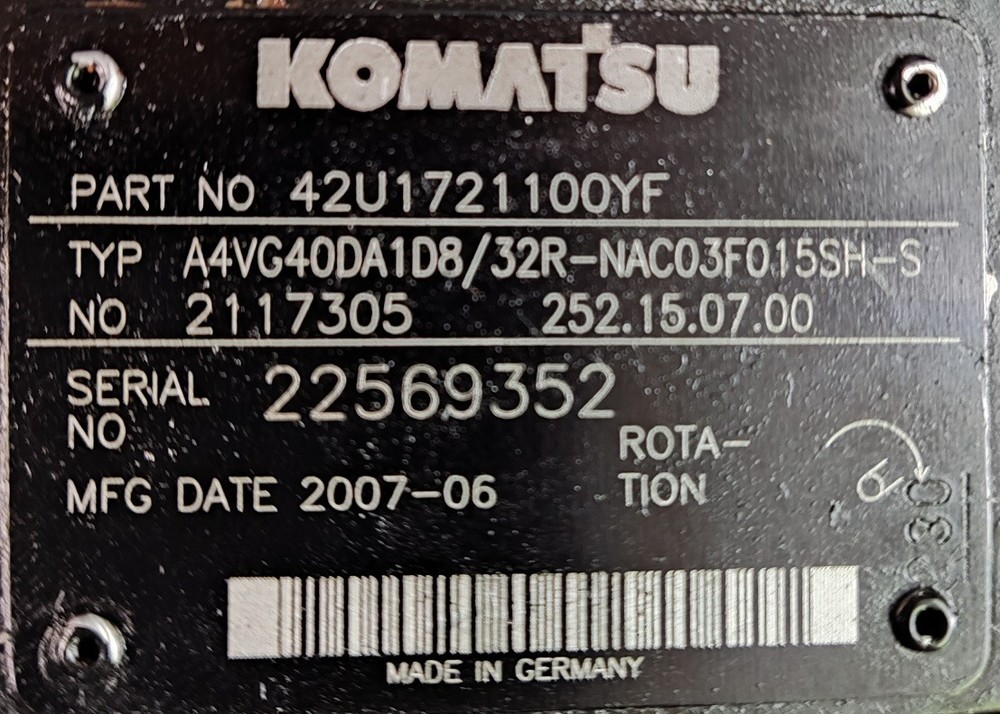 KOMATSU
PART NO 42U1721100YF
TYP A4VG40DA1D8/32R-NAC03F015SH-S
NO 2117305 252.15.07.00
SERIAL NO 22569352
MFG DATE 2007-06
ROTA-
TION
MADE IN GERMANY